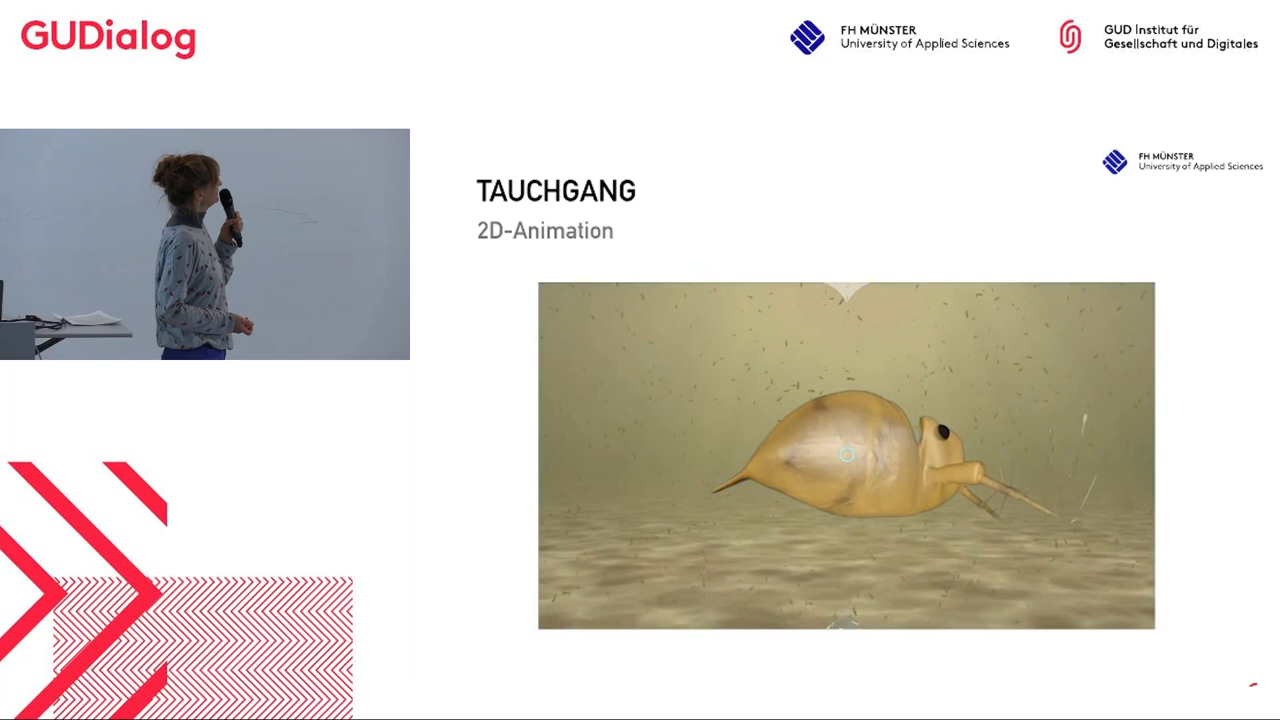 GUDialog
FH MÜNSTER
University of Applied Sciences
GUD Institut für
Gesellschaft und Digitales
FH MÜNSTER
University of Applied Sciences
TAUCHGANG
2D-Animation